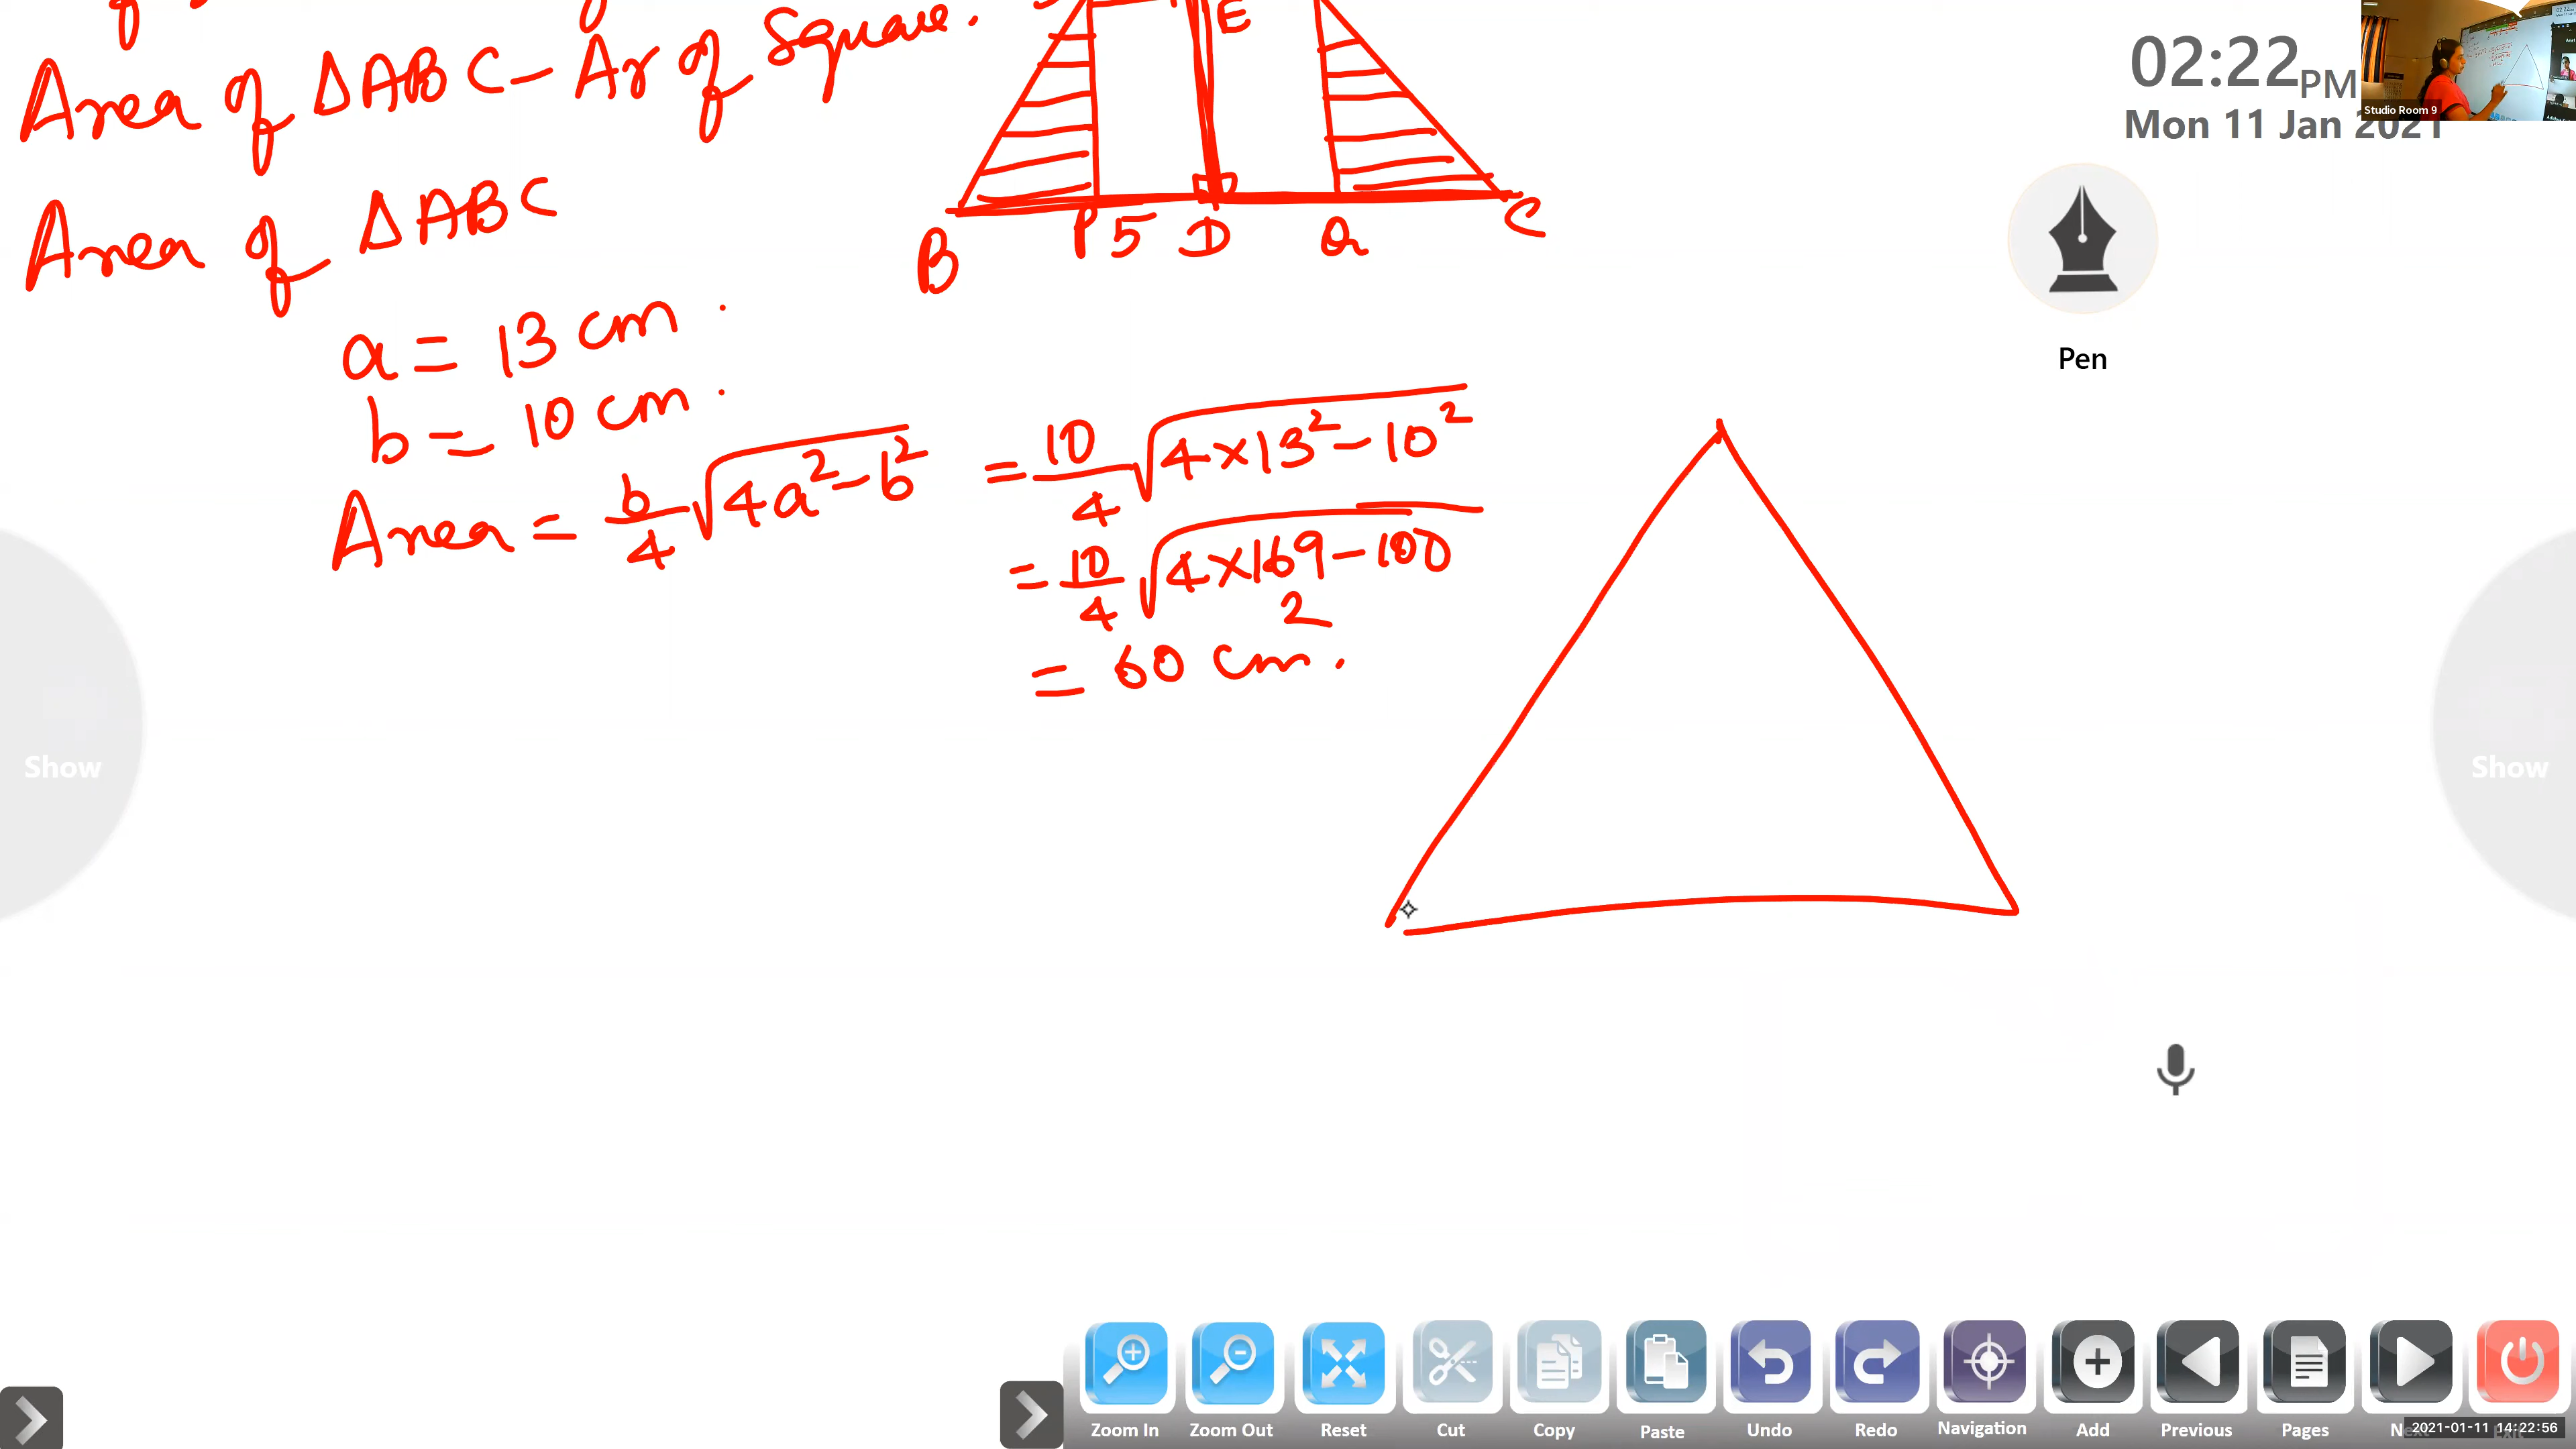 Area of ΔABC - Ar of Square.
Area of ΔABC
E
B P 5 D Q C
a = 13 cm.
b = 10 cm.
Area = b/4 √(4a² - b²) = 10/4 √(4×13² - 10²)
= 10/4 √(4×169 - 100)
= 60 cm².
02:22 PM
Mon 11 Jan 2021
Studio Room 9
Pen
Show
Show
Zoom In Zoom Out Reset Cut Copy Paste Undo Redo Navigation Add Previous Pages
2021-01-11 14:22:56